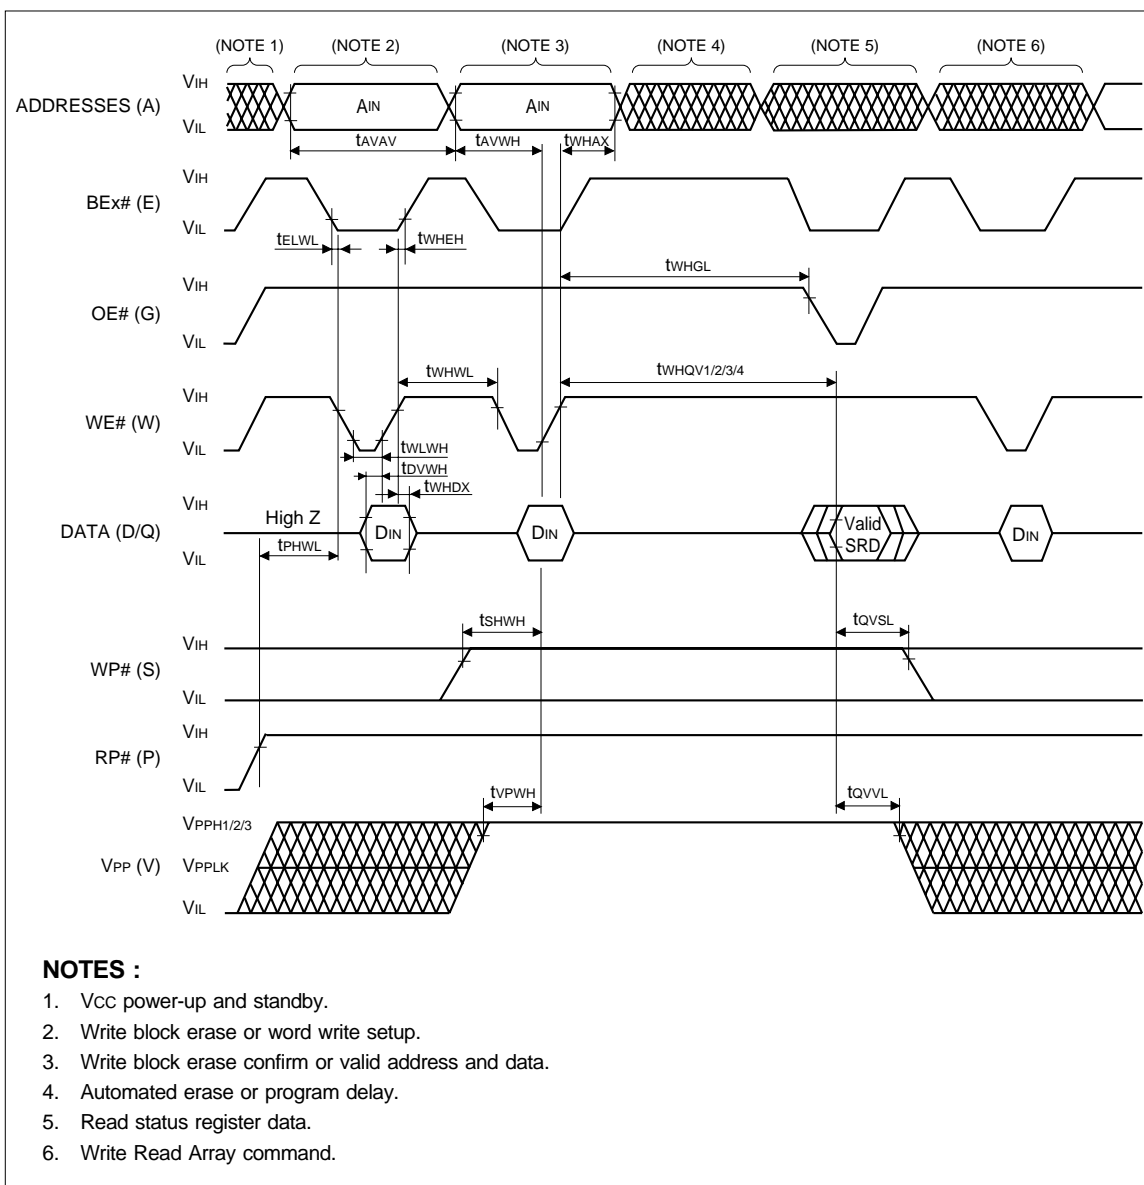 (NOTE 1) (NOTE 2) (NOTE 3) (NOTE 4) (NOTE 5) (NOTE 6)
VIH
ADDRESSES (A) AIN AIN
VIL
tAVAV tAVWH tWHAX
VIH
BEx# (E)
VIL
tELWL tWHEH
tWHGL
VIH
OE# (G)
VIL
tWHWL tWHQV1/2/3/4
VIH
WE# (W)
VIL
tWLWH
tDVWH
tWHDX
VIH
High Z
DATA (D/Q) DIN DIN Valid SRD DIN
VIL
tPHWL
tSHWH tQVSL
VIH
WP# (S)
VIL
VIH
RP# (P)
VIL
tVPWH tQVVL
VPPH1/2/3
VPP (V) VPPLK
VIL
NOTES :
1. VCC power-up and standby.
2. Write block erase or word write setup.
3. Write block erase confirm or valid address and data.
4. Automated erase or program delay.
5. Read status register data.
6. Write Read Array command.